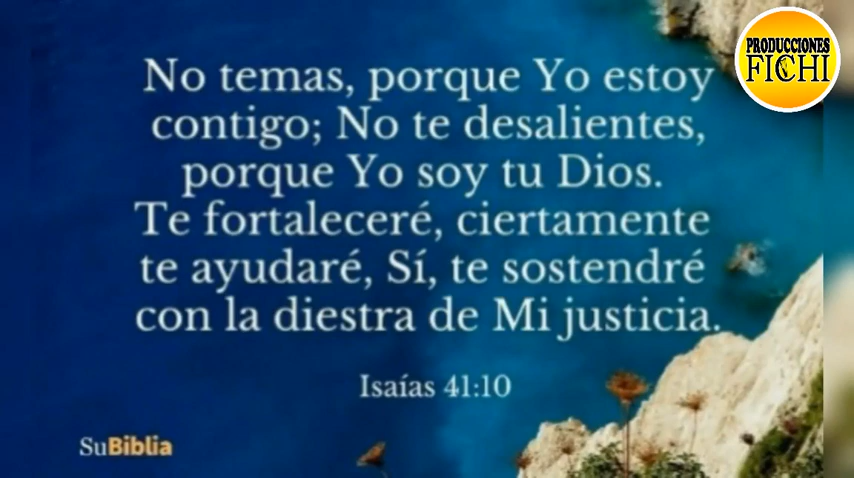 PRODUCCIONES
FICHI
No temas, porque Yo estoy
contigo; No te desalientes,
porque Yo soy tu Dios.
Te fortaleceré, ciertamente
te ayudaré, Sí, te sostendré
con la diestra de Mi justicia.
Isaías 41:10
SuBiblia